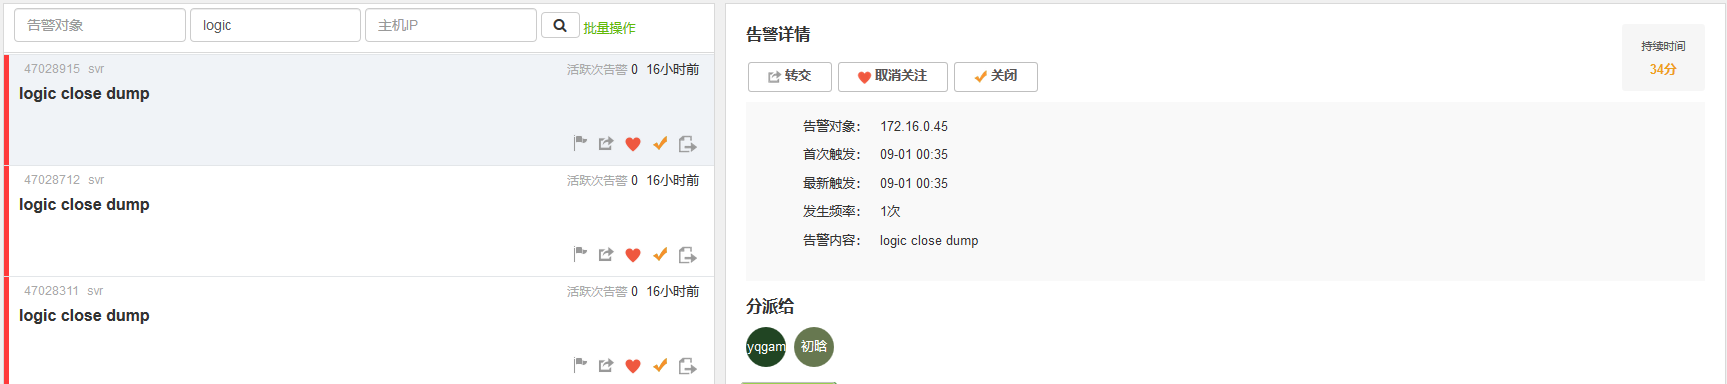 告警对象 logic 主机IP 批量操作
47028915 svr 活跃次告警 0 16小时前
logic close dump
47028712 svr 活跃次告警 0 16小时前
logic close dump
47028311 svr 活跃次告警 0 16小时前
logic close dump
告警详情
持续时间
34分
转交 取消关注 关闭
告警对象： 172.16.0.45
首次触发： 09-01 00:35
最新触发： 09-01 00:35
发生频率： 1次
告警内容： logic close dump
分派给
yqgam 初晗